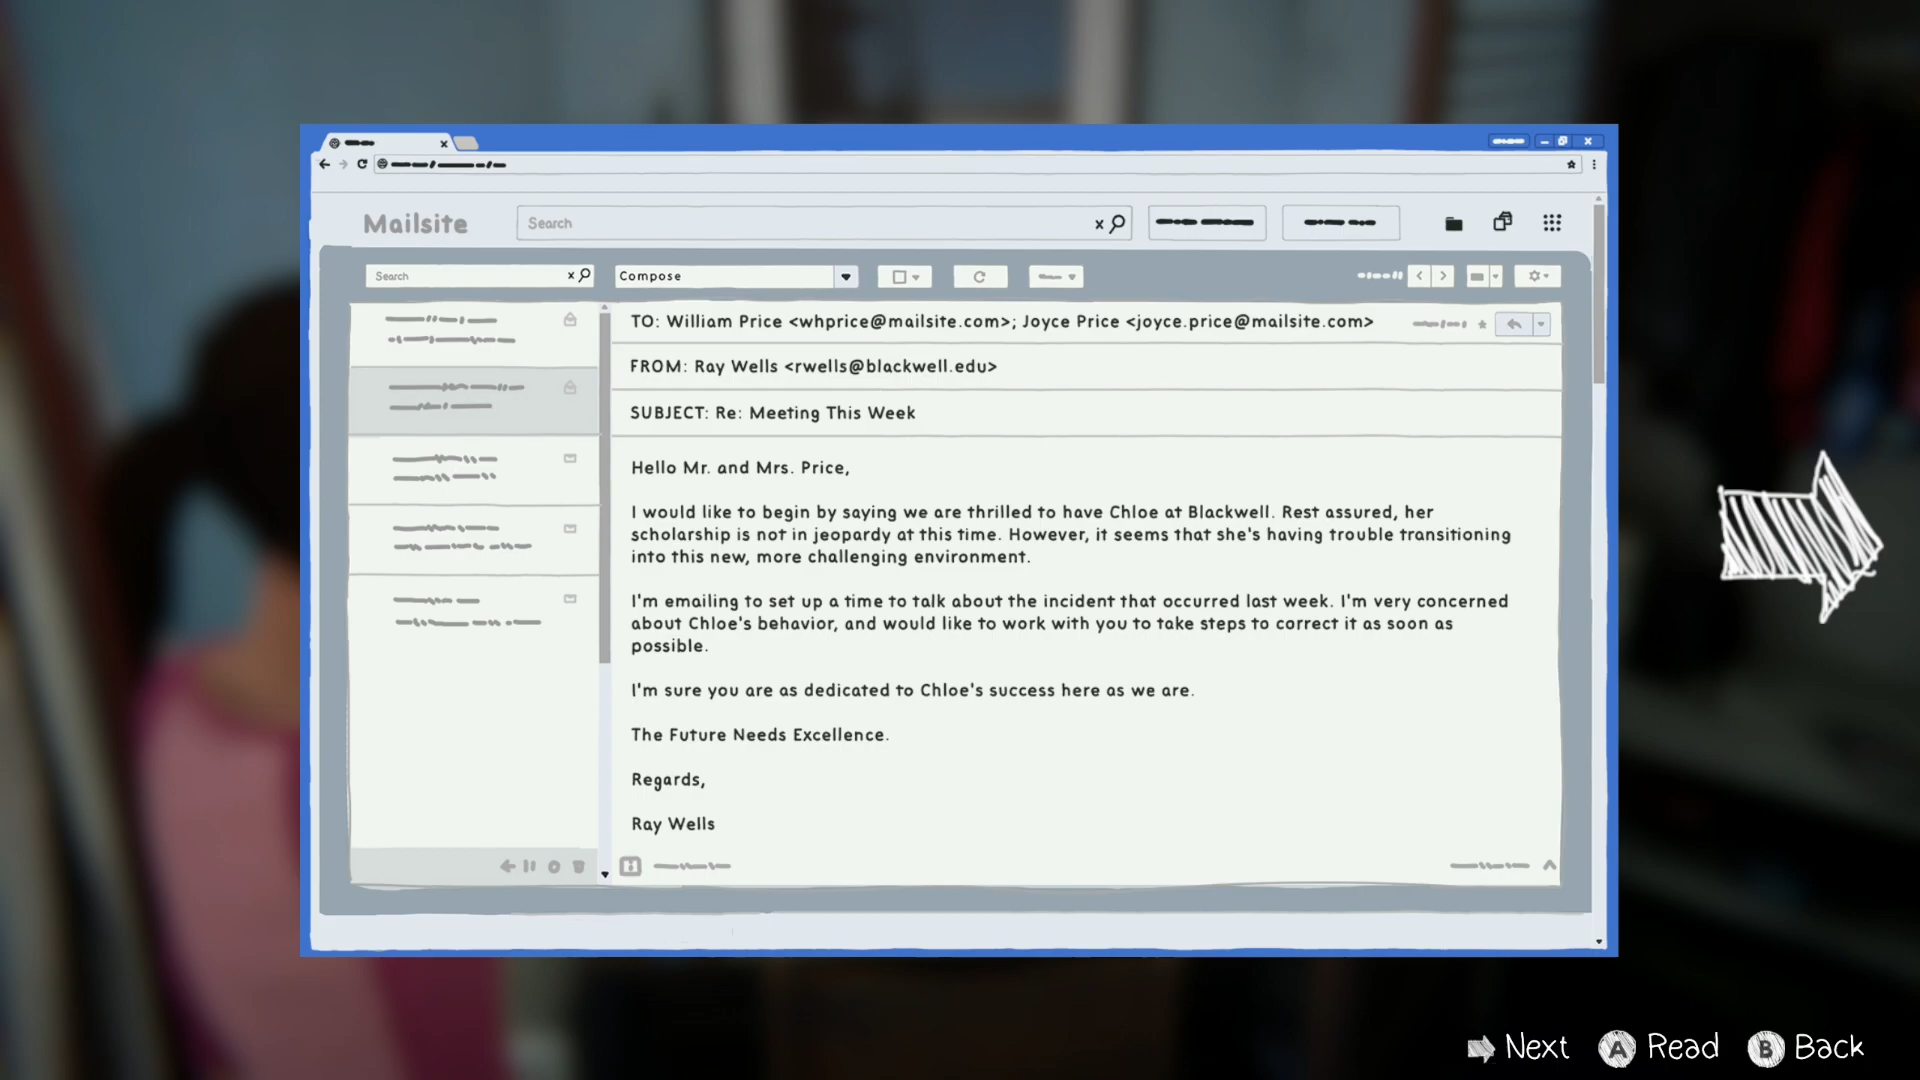 Mailsite
Search
x
Search
x
Compose
TO: William Price <whprice@mailsite.com>; Joyce Price <joyce.price@mailsite.com>
FROM: Ray Wells <rwells@blackwell.edu>
SUBJECT: Re: Meeting This Week
Hello Mr. and Mrs. Price,
I would like to begin by saying we are thrilled to have Chloe at Blackwell. Rest assured, her
scholarship is not in jeopardy at this time. However, it seems that she's having trouble transitioning
into this new, more challenging environment.
I'm emailing to set up a time to talk about the incident that occurred last week. I'm very concerned
about Chloe's behavior, and would like to work with you to take steps to correct it as soon as
possible.
I'm sure you are as dedicated to Chloe's success here as we are.
The Future Needs Excellence.
Regards,
Ray Wells
Next A Read B Back